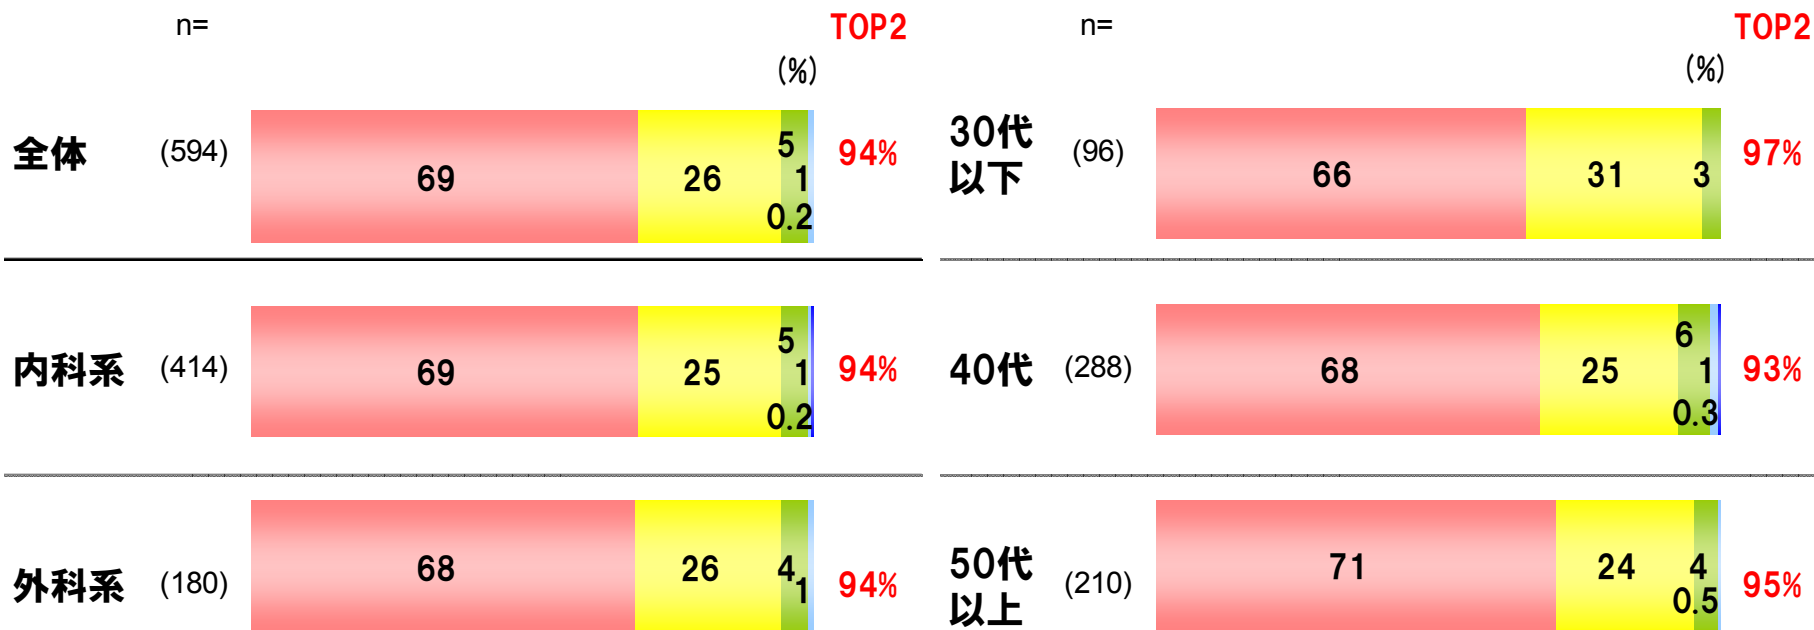 n=
TOP2
(%)
全体 (594) 69 26 5 1 0.2 94%
内科系 (414) 69 25 5 1 0.2 94%
外科系 (180) 68 26 4 1 94%
n=
TOP2
(%)
30代
以下 (96) 66 31 3 97%
40代 (288) 68 25 6 1 0.3 93%
50代
以上 (210) 71 24 4 0.5 95%